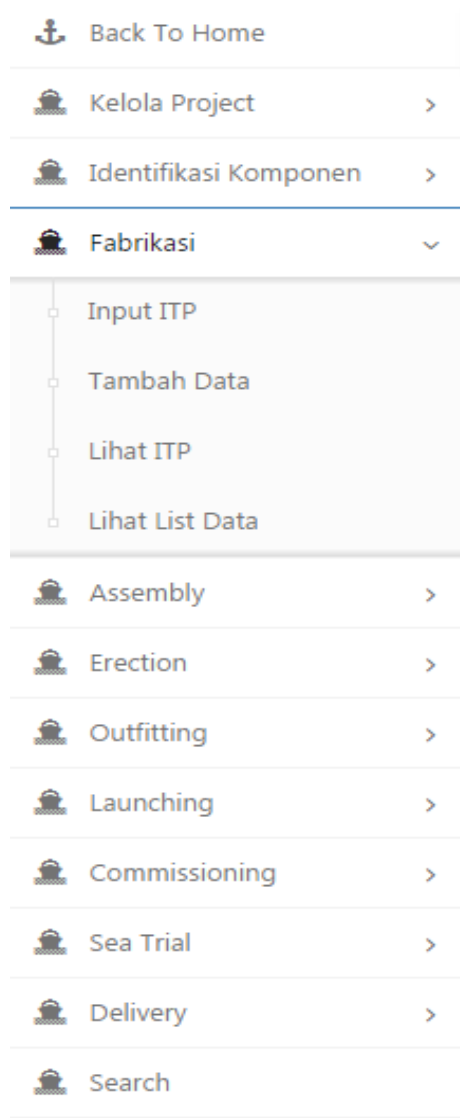 Back To Home
Kelola Project
Identifikasi Komponen
Fabrikasi
Input ITP
Tambah Data
Lihat ITP
Lihat List Data
Assembly
Erection
Outfitting
Launching
Commissioning
Sea Trial
Delivery
Search